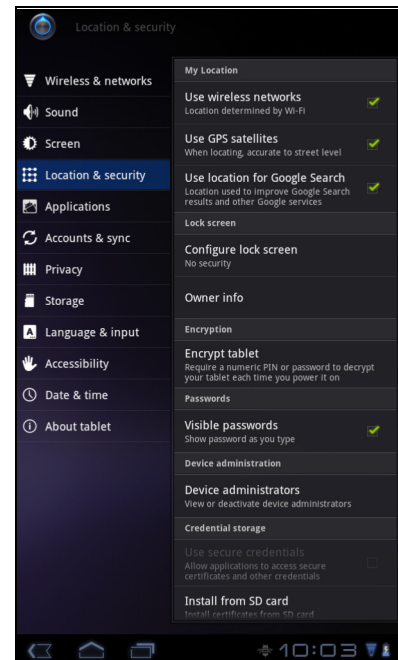 Location & security
Wireless & networks
Sound
Screen
Location & security
Applications
Accounts & sync
Privacy
Storage
Language & input
Accessibility
Date & time
About tablet
My Location
Use wireless networks
Location determined by Wi-Fi
Use GPS satellites
When locating, accurate to street level
Use location for Google Search
Location used to improve Google Search
results and other Google services
Lock screen
Configure lock screen
No security
Owner info
Encryption
Encrypt tablet
Require a numeric PIN or password to decrypt
your tablet each time you power it on
Passwords
Visible passwords
Show password as you type
Device administration
Device administrators
View or deactivate device administrators
Credential storage
Use secure credentials
Allow applications to access secure
certificates and other credentials
Install from SD card
Install certificates from SD card
10:03